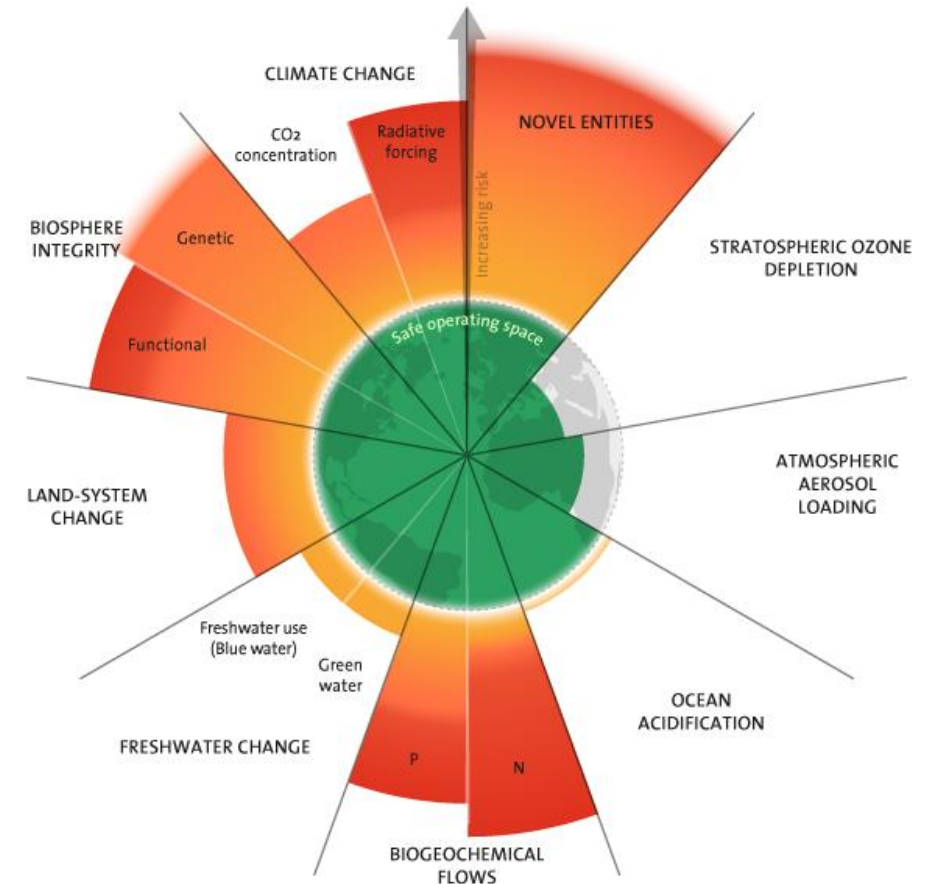 CLIMATE CHANGE
CO₂
concentration
Radiative
forcing
NOVEL ENTITIES
Increasing risk
BIOSPHERE
INTEGRITY
Genetic
Functional
STRATOSPHERIC OZONE
DEPLETION
Safe operating space
LAND-SYSTEM
CHANGE
ATMOSPHERIC
AEROSOL
LOADING
Freshwater use
(Blue water)
Green
water
FRESHWATER CHANGE
OCEAN
ACIDIFICATION
P
N
BIOGEOCHEMICAL
FLOWS